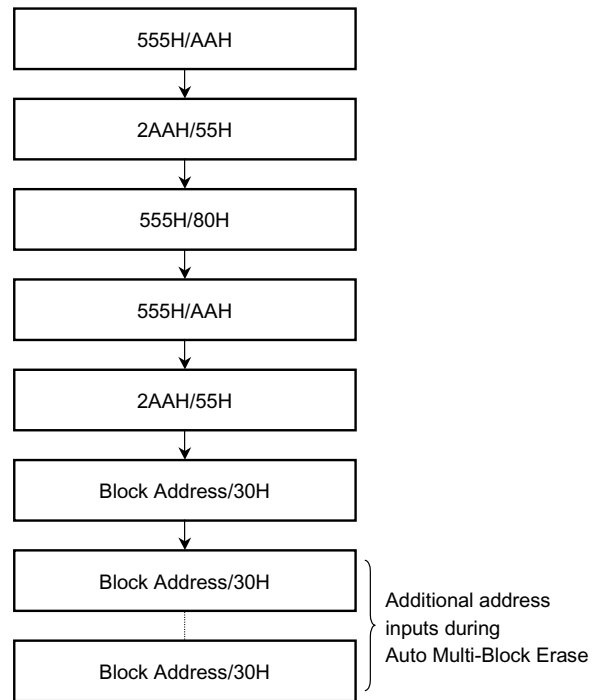 555H/AAH
2AAH/55H
555H/80H
555H/AAH
2AAH/55H
Block Address/30H
Block Address/30H
Block Address/30H
Additional address
inputs during
Auto Multi-Block Erase